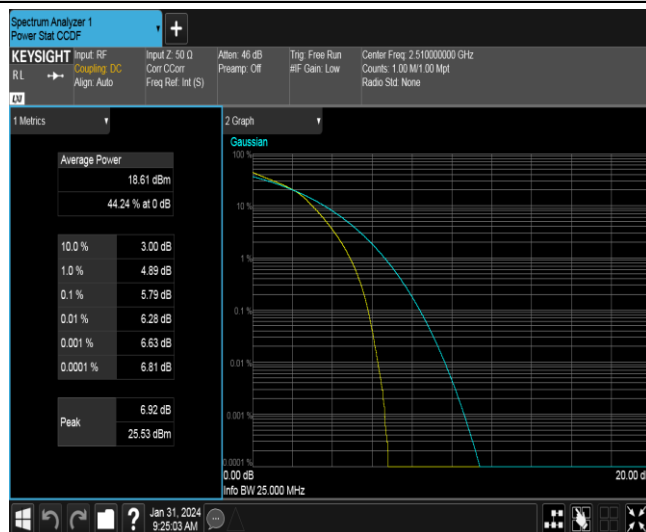 Spectrum Analyzer 1
Power Stat CCDF
+
KEYSIGHT
RL
LXI
Input: RF
Coupling: DC
Align: Auto
Input Z: 50 Ω
Corr CCorr
Freq Ref: Int (S)
Atten: 46 dB
Preamp: Off
Trig: Free Run
#IF Gain: Low
Center Freq: 2.510000000 GHz
Counts: 1.00 M/1.00 Mpt
Radio Std: None
1 Metrics
Average Power
18.61 dBm
44.24 % at 0 dB
10.0 % 3.00 dB
1.0 % 4.89 dB
0.1 % 5.79 dB
0.01 % 6.28 dB
0.001 % 6.63 dB
0.0001 % 6.81 dB
Peak
6.92 dB
25.53 dBm
2 Graph
Gaussian
100 %
10 %
1 %
0.1 %
0.01 %
0.001 %
0.0001 %
0.00 dB
20.00 d
Info BW 25.000 MHz
?
Jan 31, 2024
9:25:03 AM